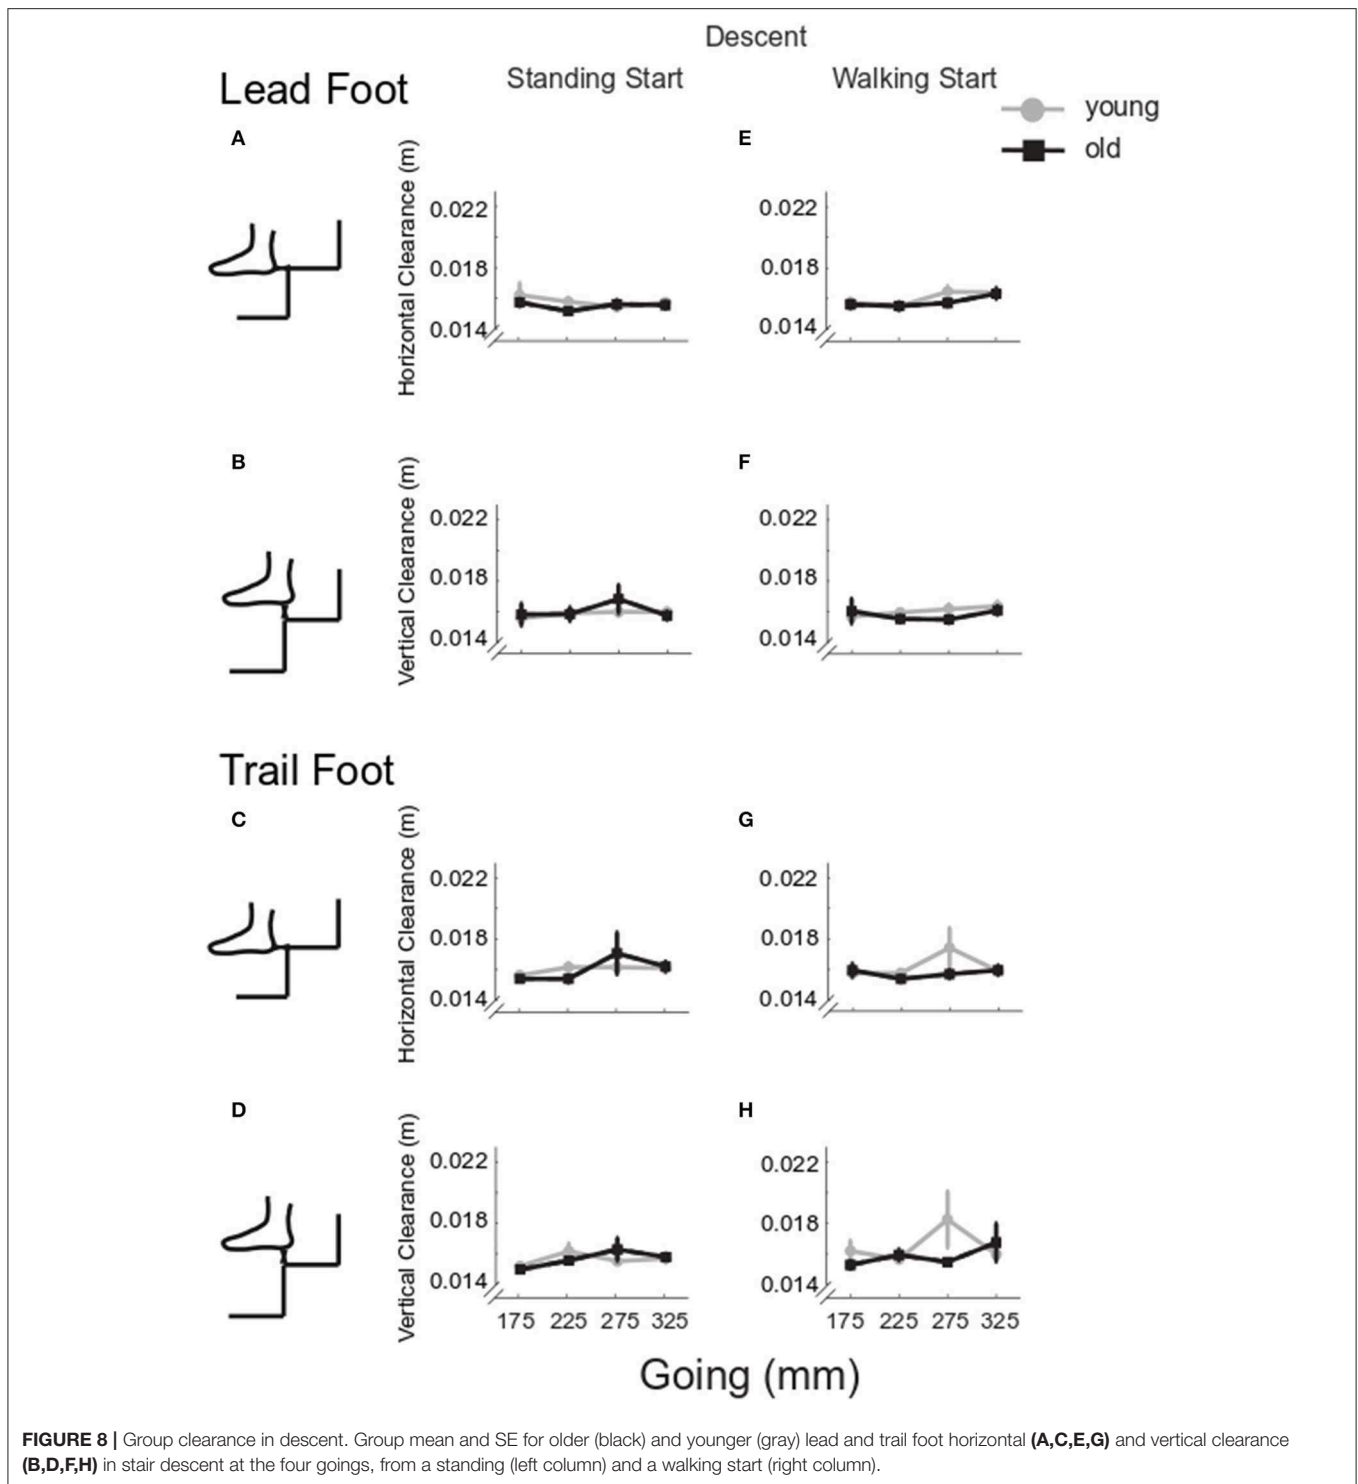 Descent
Standing Start
Walking Start
Lead Foot
young
old
A
Horizontal Clearance (m)
0.022
0.018
0.014
E
0.022
0.018
0.014
B
Vertical Clearance (m)
0.022
0.018
0.014
F
0.022
0.018
0.014
Trail Foot
C
Horizontal Clearance (m)
0.022
0.018
0.014
G
0.022
0.018
0.014
D
Vertical Clearance (m)
0.022
0.018
0.014
175 225 275 325
H
0.022
0.018
0.014
175 225 275 325
Going (mm)
FIGURE 8 | Group clearance in descent. Group mean and SE for older (black) and younger (gray) lead and trail foot horizontal (A,C,E,G) and vertical clearance
(B,D,F,H) in stair descent at the four goings, from a standing (left column) and a walking start (right column).